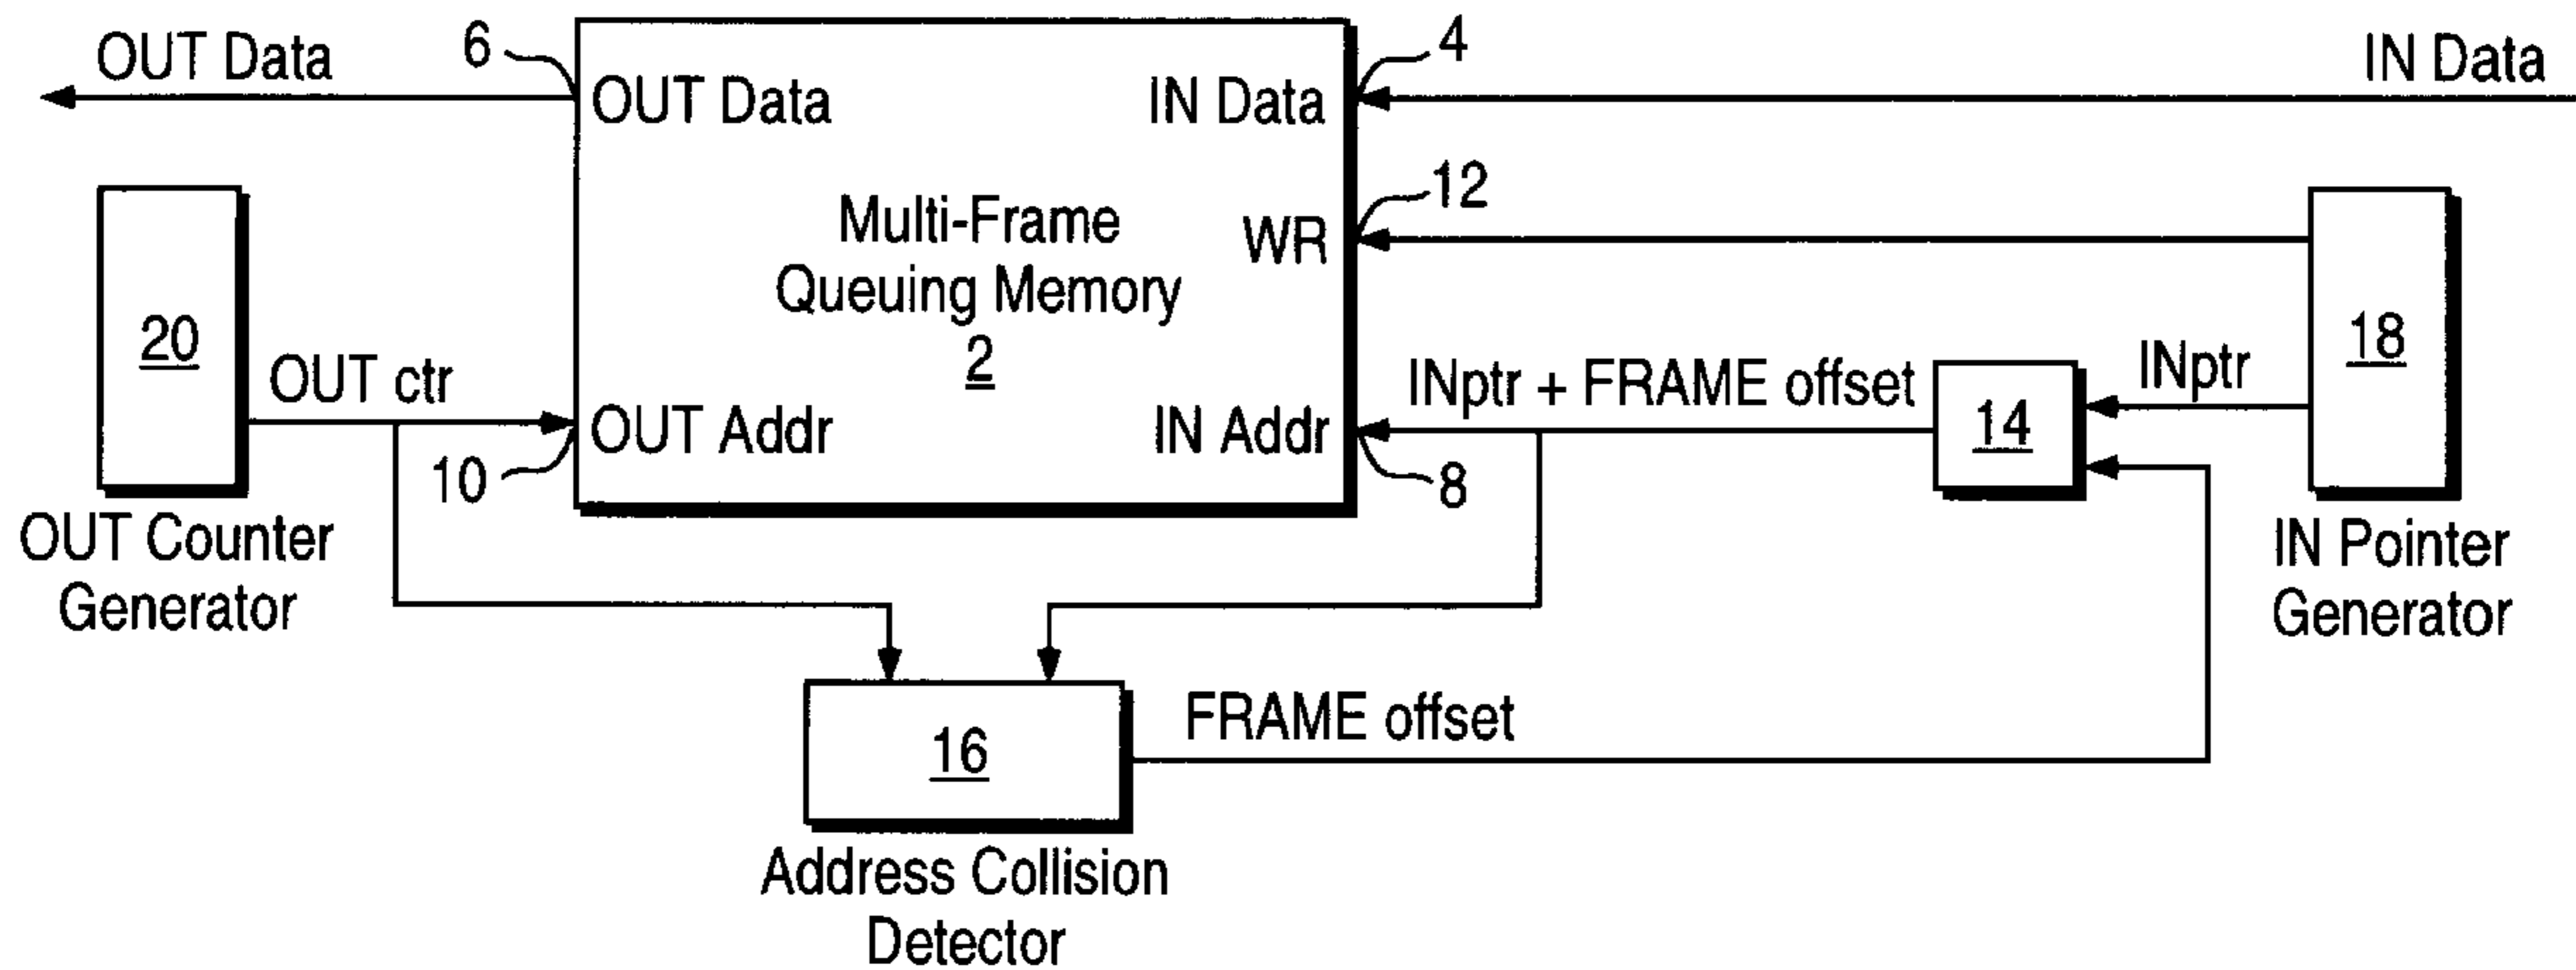 OUT Data
6
4
IN Data
OUT Data
IN Data
12
Multi-Frame
Queuing Memory
2
WR
20
OUT ctr
OUT Addr
10
IN Addr
8
INptr + FRAME offset
14
INptr
18
OUT Counter
Generator
IN Pointer
Generator
16
FRAME offset
Address Collision
Detector